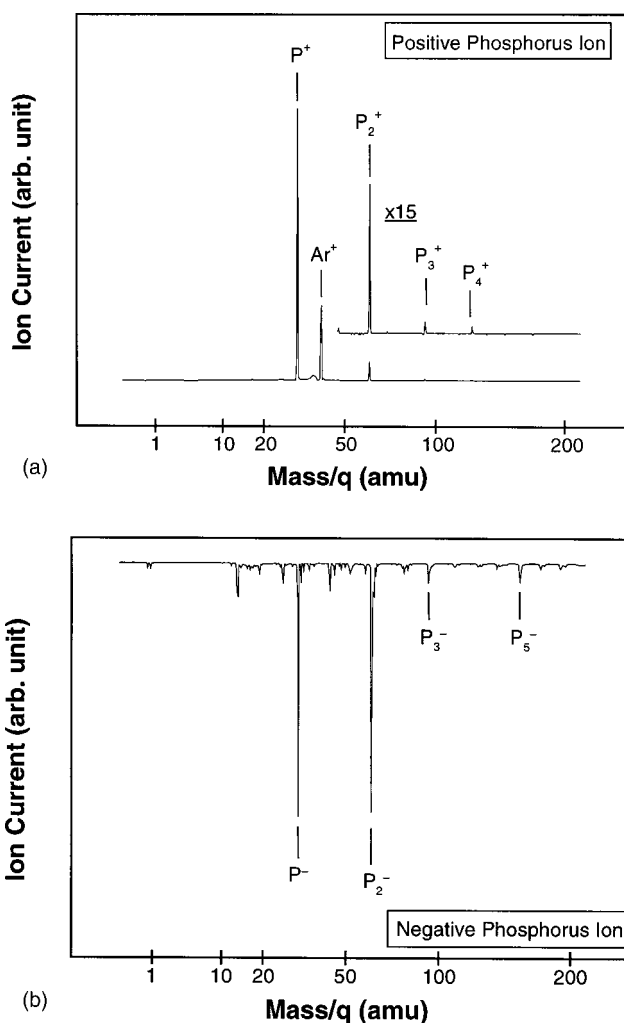 Positive Phosphorus Ion
P⁺
P₂⁺
x15
Ar⁺
P₃⁺
P₄⁺
Ion Current (arb. unit)
1 10 20 50 100 200
(a)
Mass/q (amu)
P₃⁻
P₅⁻
Ion Current (arb. unit)
P⁻
P₂⁻
Negative Phosphorus Ion
1 10 20 50 100 200
(b)
Mass/q (amu)